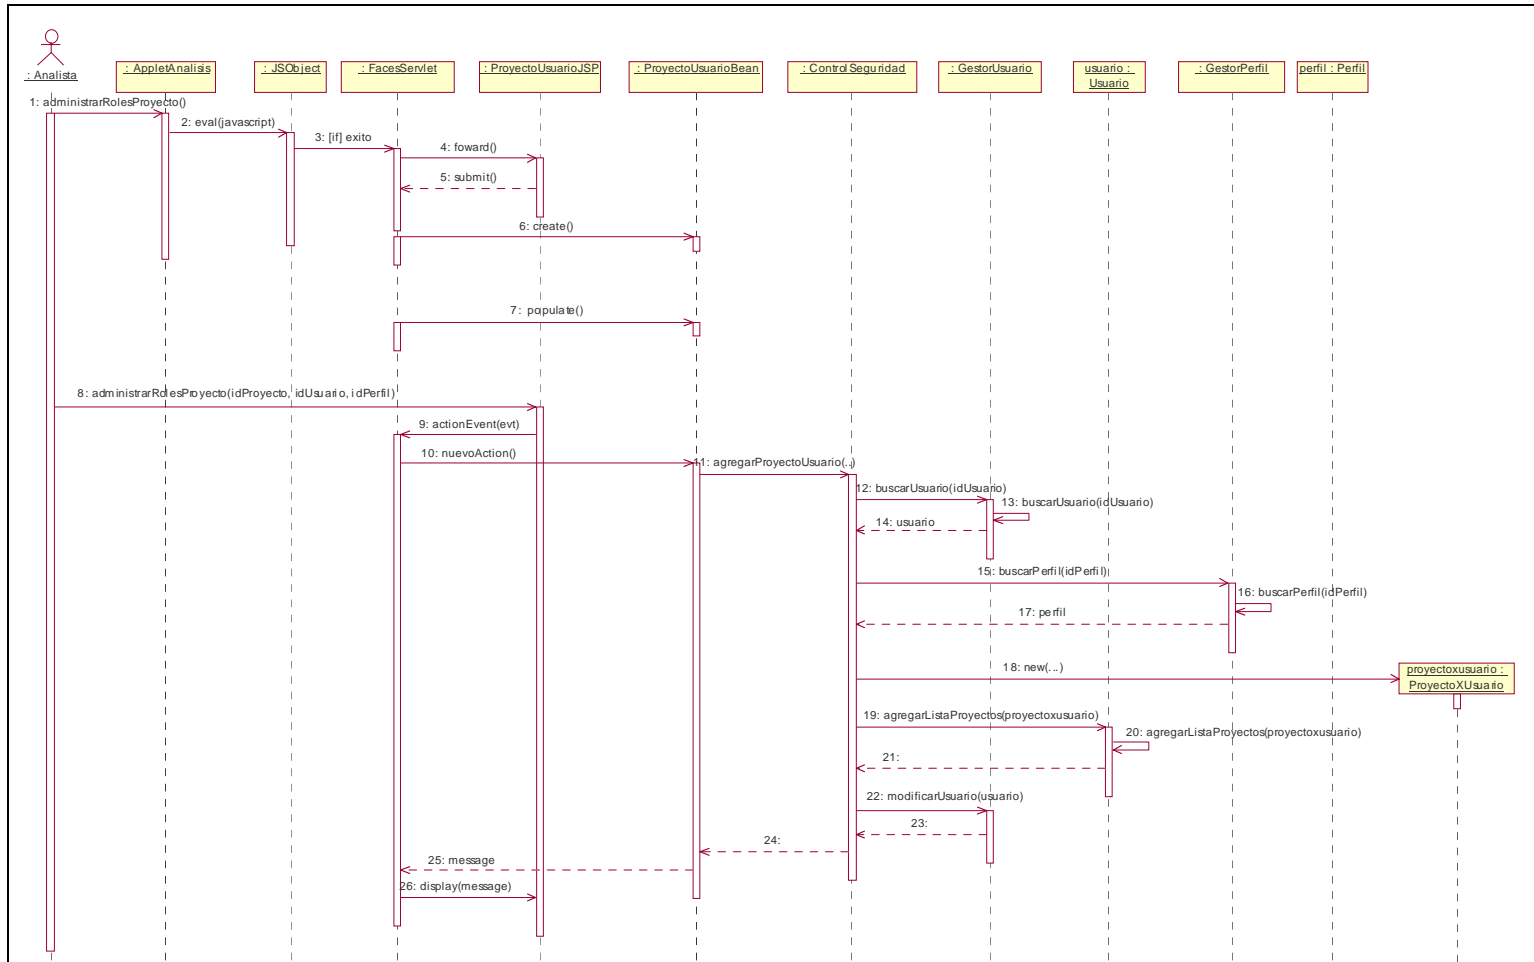 : Analista
: AppletAnalisis
: JSObject
: FacesServlet
: ProyectoUsuarioJSP
: ProyectoUsuarioBean
: ControlSeguridad
: GestorUsuario
usuario :
Usuario
: GestorPerfil
perfil : Perfil
1: administrarRolesProyecto()
2: eval(javascript)
3: [if] exito
4: foward()
5: submit()
6: create()
7: populate()
8: administrarRolesProyecto(idProyecto, idUsuario, idPerfil)
9: actionEvent(evt)
10: nuevoAction()
11: agregarProyectoUsuario(..)
12: buscarUsuario(idUsuario)
13: buscarUsuario(idUsuario)
14: usuario
15: buscarPerfil(idPerfil)
16: buscarPerfil(idPerfil)
17: perfil
18: new(...)
proyectoxusuario :
ProyectoXUsuario
19: agregarListaProyectos(proyectoxusuario)
20: agregarListaProyectos(proyectoxusuario)
21:
22: modificarUsuario(usuario)
23:
24:
25: message
26: display(message)